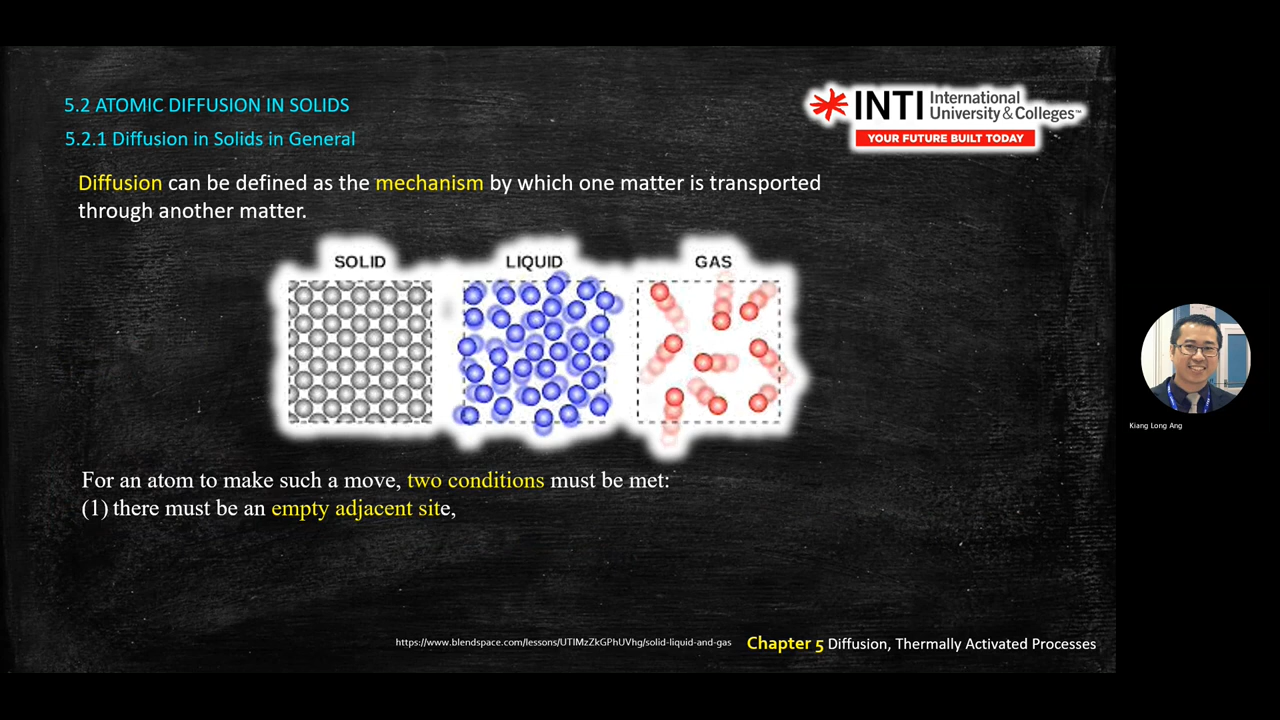 5.2 ATOMIC DIFFUSION IN SOLIDS
5.2.1 Diffusion in Solids in General
INTI International
University & Colleges™
YOUR FUTURE BUILT TODAY
Diffusion can be defined as the mechanism by which one matter is transported
through another matter.
SOLID LIQUID GAS
For an atom to make such a move, two conditions must be met:
(1) there must be an empty adjacent site,
Kiang Long Ang
https://www.blendspace.com/lessons/UTIMzZkGPhUVhg/solid-liquid-and-gas
Chapter 5 Diffusion, Thermally Activated Processes